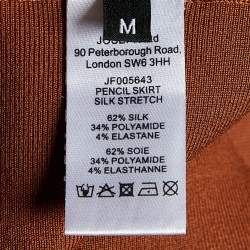 M
90 Peterborough Road,
London SW6 3HH
JF005643
PENCIL SKIRT
SILK STRETCH
62% SILK
34% POLYAMIDE
4% ELASTANE
62% SOIE
34% POLYAMIDE
4% ELASTHANNE